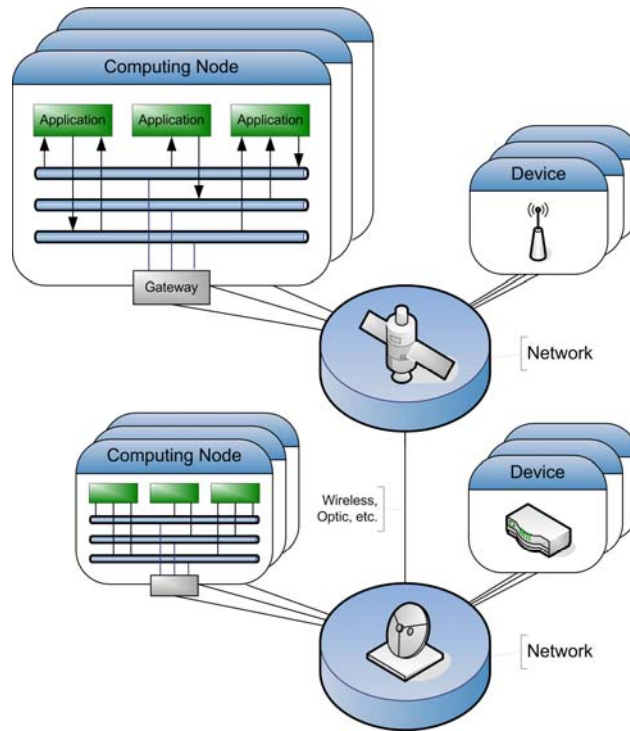 Computing Node
Application
Application
Application
Gateway
Device
Network
Computing Node
Wireless,
Optic, etc.
Device
Network